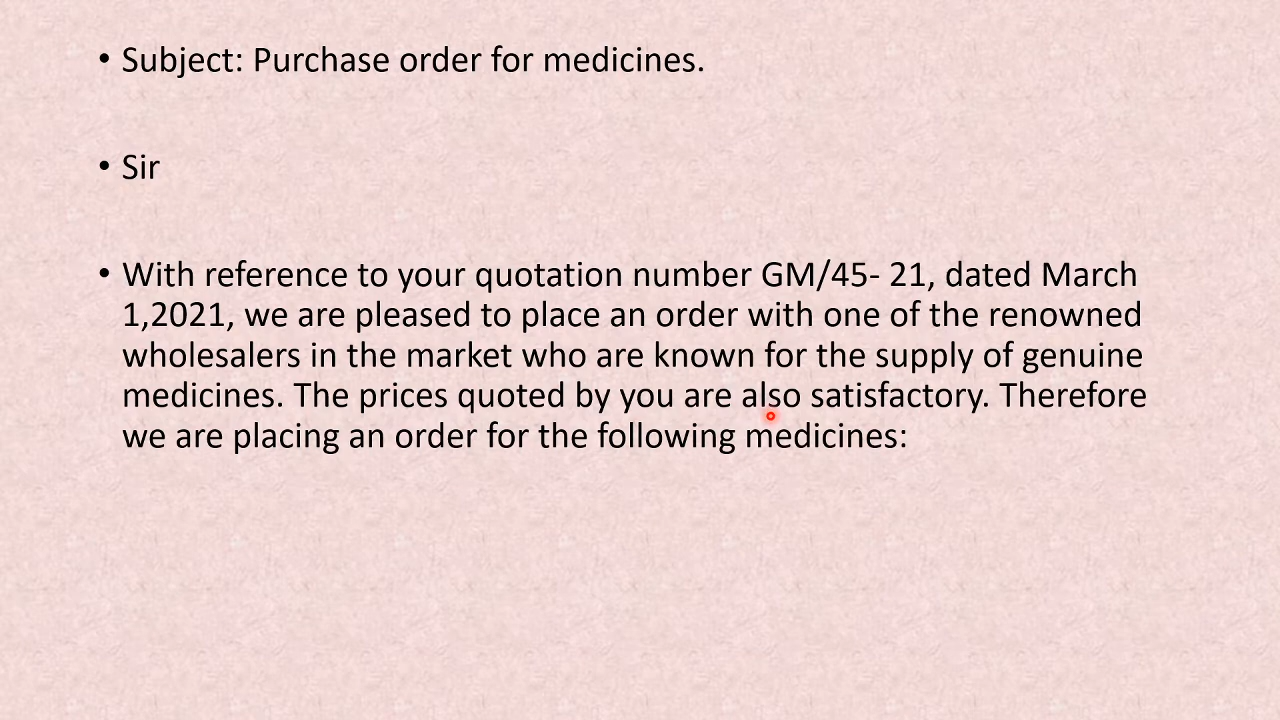 • Subject: Purchase order for medicines.
• Sir
• With reference to your quotation number GM/45- 21, dated March
1,2021, we are pleased to place an order with one of the renowned
wholesalers in the market who are known for the supply of genuine
medicines. The prices quoted by you are also satisfactory. Therefore
we are placing an order for the following medicines: